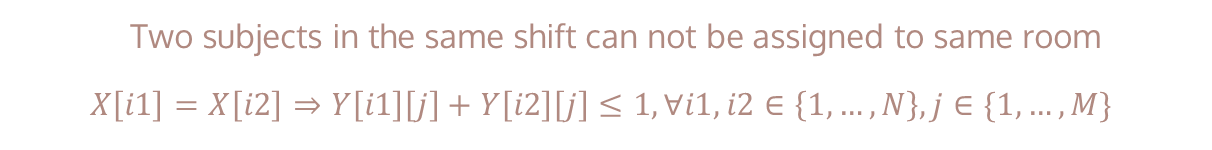 Two subjects in the same shift can not be assigned to same room
X[i1] = X[i2] ⇒ Y[i1][j] + Y[i2][j] ≤ 1, ∀i1, i2 ∈ {1, … , N}, j ∈ {1, … , M}